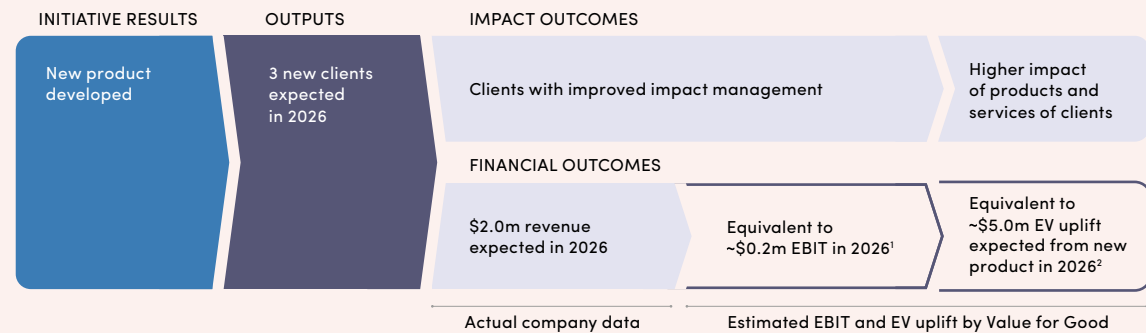 INITIATIVE RESULTS
New product
developed
OUTPUTS
3 new clients
expected
in 2026
IMPACT OUTCOMES
Clients with improved impact management
Higher impact
of products and
services of clients
FINANCIAL OUTCOMES
$2.0m revenue
expected in 2026
Equivalent to
~$0.2m EBIT in 2026¹
Equivalent to
~$5.0m EV uplift
expected from new
product in 2026²
Actual company data
Estimated EBIT and EV uplift by Value for Good